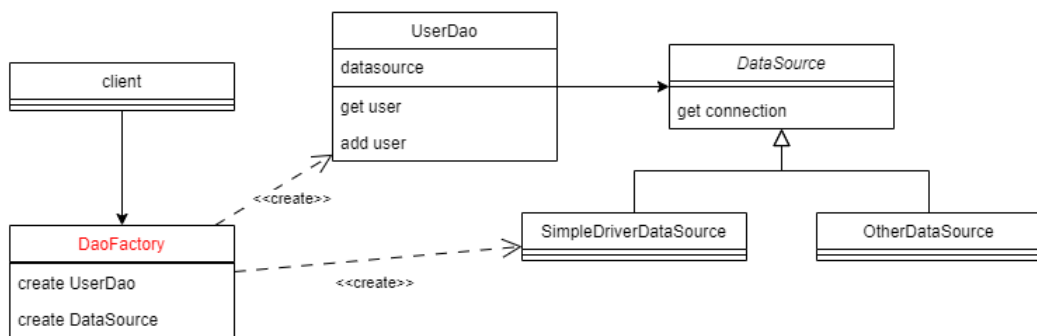 UserDao
datasource
get user
add user
DataSource
get connection
client
<<create>>
SimpleDriverDataSource
OtherDataSource
DaoFactory
create UserDao
create DataSource
<<create>>